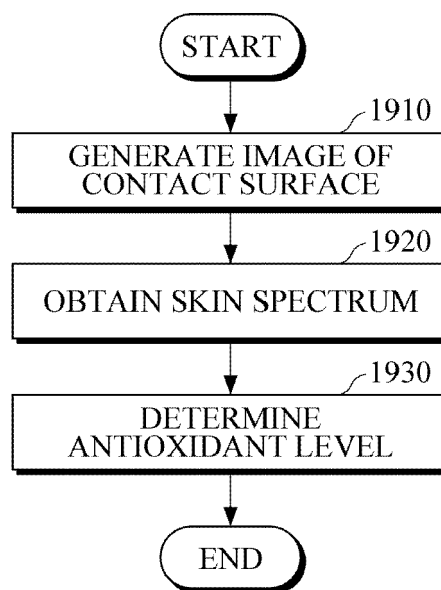 START
1910
GENERATE IMAGE OF
CONTACT SURFACE
1920
OBTAIN SKIN SPECTRUM
1930
DETERMINE
ANTIOXIDANT LEVEL
END